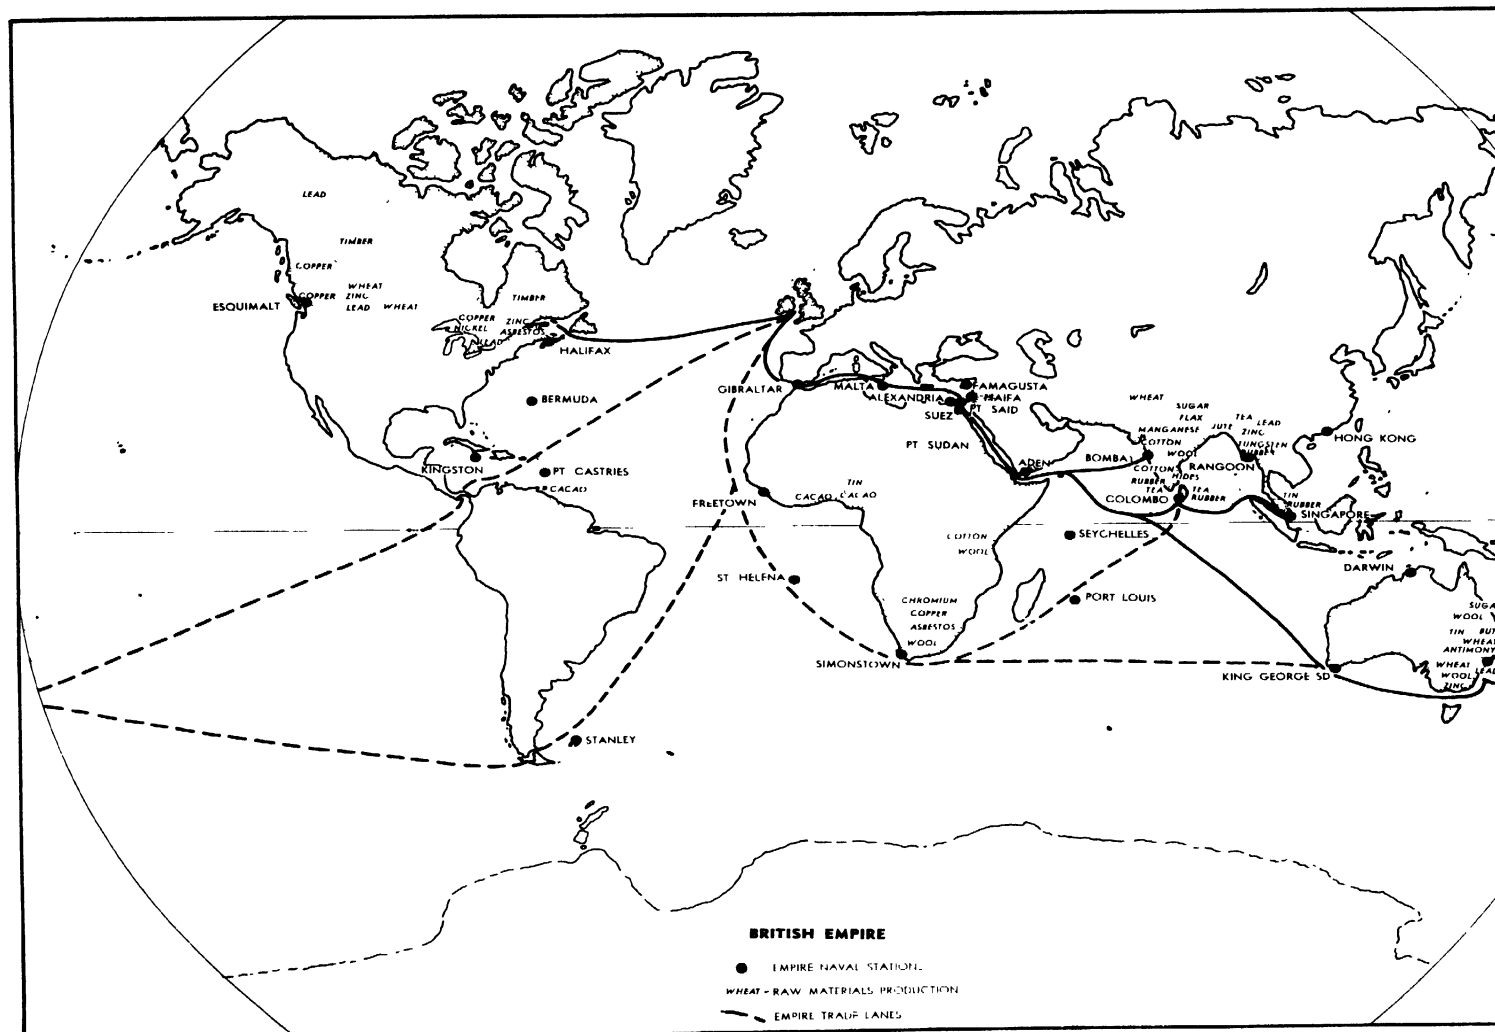 LEAD
TIMBER
COPPER
ESQUIMALT
COPPER
WHEAT
ZINC
LEAD
WHEAT
TIMBER
COPPER
NICKEL
ZINC
ASBESTOS
LEAD
HALIFAX
BERMUDA
KINGSTON
PT CASTRIES
CACAO
GIBRALTAR
MALTA
ALEXANDRIA
FAMAGUSTA
HAIFA
PT SAID
SUEZ
PT SUDAN
ADEN
BOMBAY
WHEAT
SUGAR
FLAX
MANGANESE
JUTE
TEA
LEAD
ZINC
TUNGSTEN
RUBBER
COTTON
WOOL
RANGOON
HONG KONG
COTTON
HIDES
RUBBER
TEA
COLOMBO
TEA
RUBBER
TIN
RUBBER
SINGAPORE
FREETOWN
CACAO
TIN
CACAO
COTTON
WOOL
SEYCHELLES
ST HELENA
PORT LOUIS
DARWIN
CHROMIUM
COPPER
ASBESTOS
WOOL
SIMONSTOWN
KING GEORGE SD
SUGA
WOOL
TIN
BUT
WHEAT
ANTIMONY
WHEAT
LEAD
WOOL
ZINC
STANLEY
BRITISH EMPIRE
EMPIRE NAVAL STATIONS
WHEAT - RAW MATERIALS PRODUCTION
EMPIRE TRADE LANES